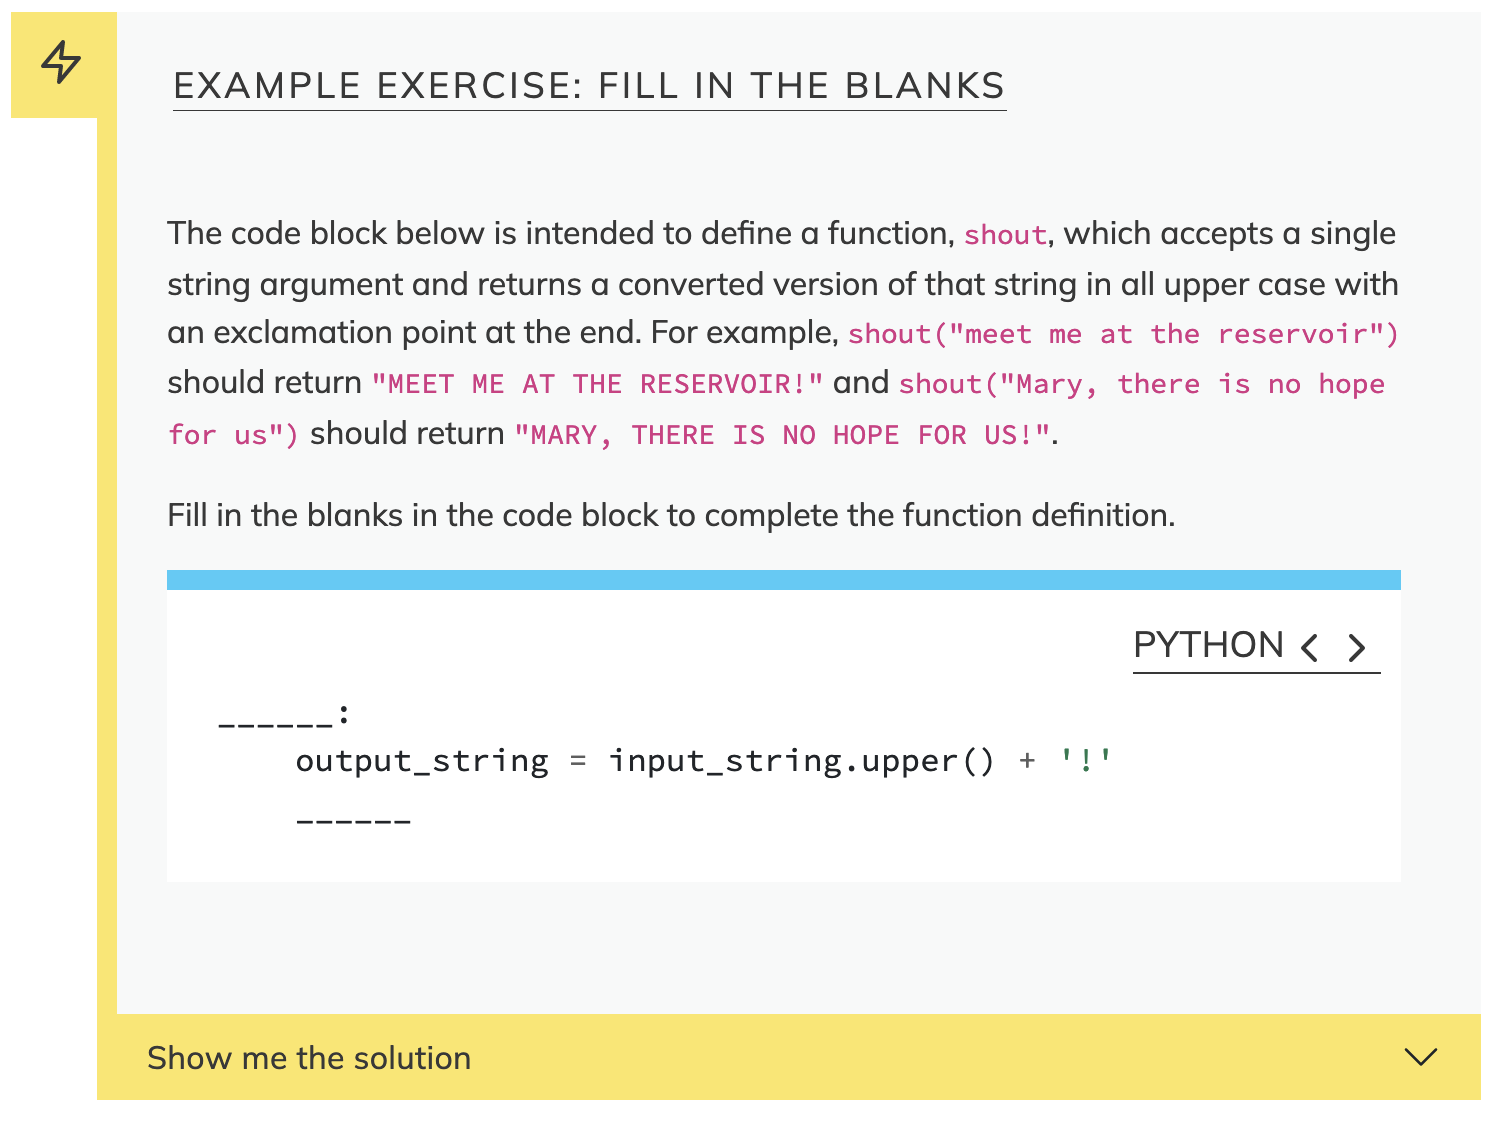 EXAMPLE EXERCISE: FILL IN THE BLANKS
The code block below is intended to define a function, shout, which accepts a single
string argument and returns a converted version of that string in all upper case with
an exclamation point at the end. For example, shout("meet me at the reservoir")
should return "MEET ME AT THE RESERVOIR!" and shout("Mary, there is no hope
for us") should return "MARY, THERE IS NO HOPE FOR US!".
Fill in the blanks in the code block to complete the function definition.
PYTHON < >
______:
    output_string = input_string.upper() + '!'
    ______
Show me the solution